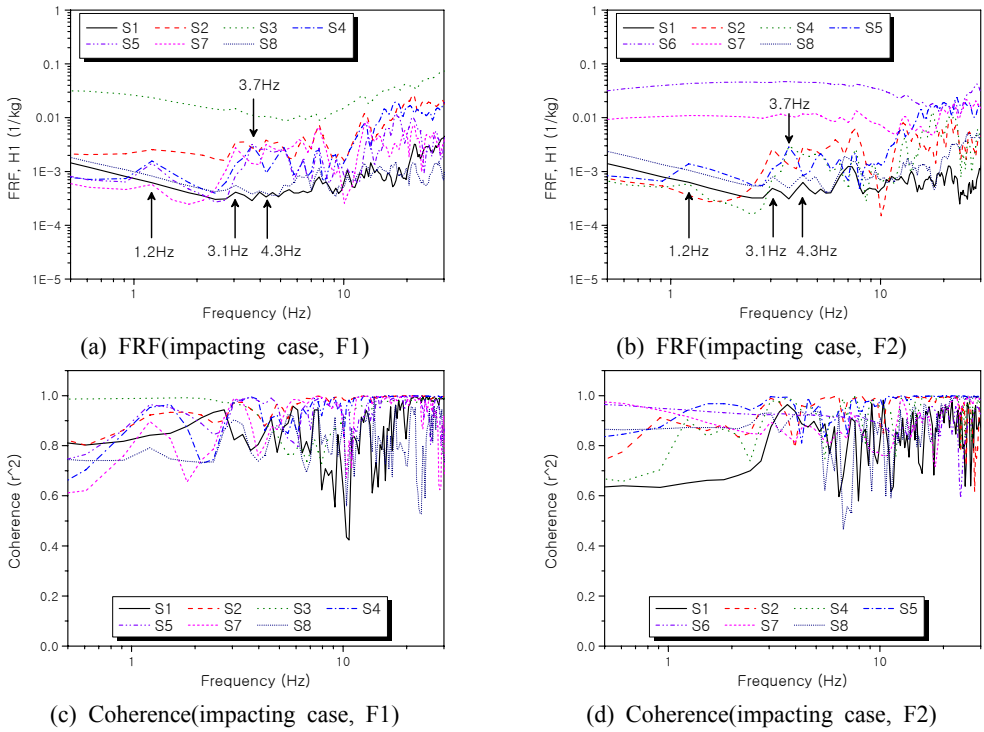 S1 S2 S3 S4
S5 S7 S8
3.7Hz
1.2Hz
3.1Hz
4.3Hz
1
0.1
0.01
1E-3
1E-4
1E-5
FRF, H1 (1/kg)
1 10
Frequency (Hz)
(a) FRF(impacting case, F1)
S1 S2 S4 S5
S6 S7 S8
3.7Hz
1.2Hz
3.1Hz
4.3Hz
1
0.1
0.01
1E-3
1E-4
1E-5
FRF, H1 (1/kg)
1 10
Frequency (Hz)
(b) FRF(impacting case, F2)
1.0
0.8
0.6
0.4
0.2
0.0
Coherence (r^2)
S1 S2 S3 S4
S5 S7 S8
1 10
Frequency (Hz)
(c) Coherence(impacting case, F1)
1.0
0.8
0.6
0.4
0.2
0.0
Coherence (r^2)
S1 S2 S4 S5
S6 S7 S8
1 10
Frequency (Hz)
(d) Coherence(impacting case, F2)